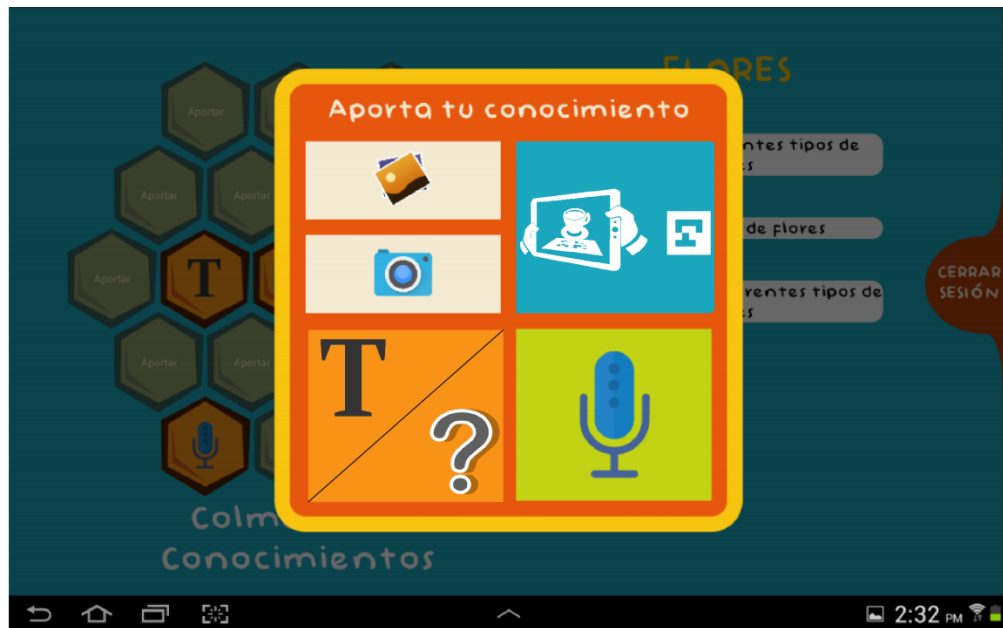 FLORES
Aporta tu conocimiento
Aportar
Aportar
Aportar
ntes tipos de
s
de flores
Aportar
T
rentes tipos de
s
CERRAR
SESIÓN
Aportar
Aportar
T
?
Colm
Conocimientos
2:32 PM